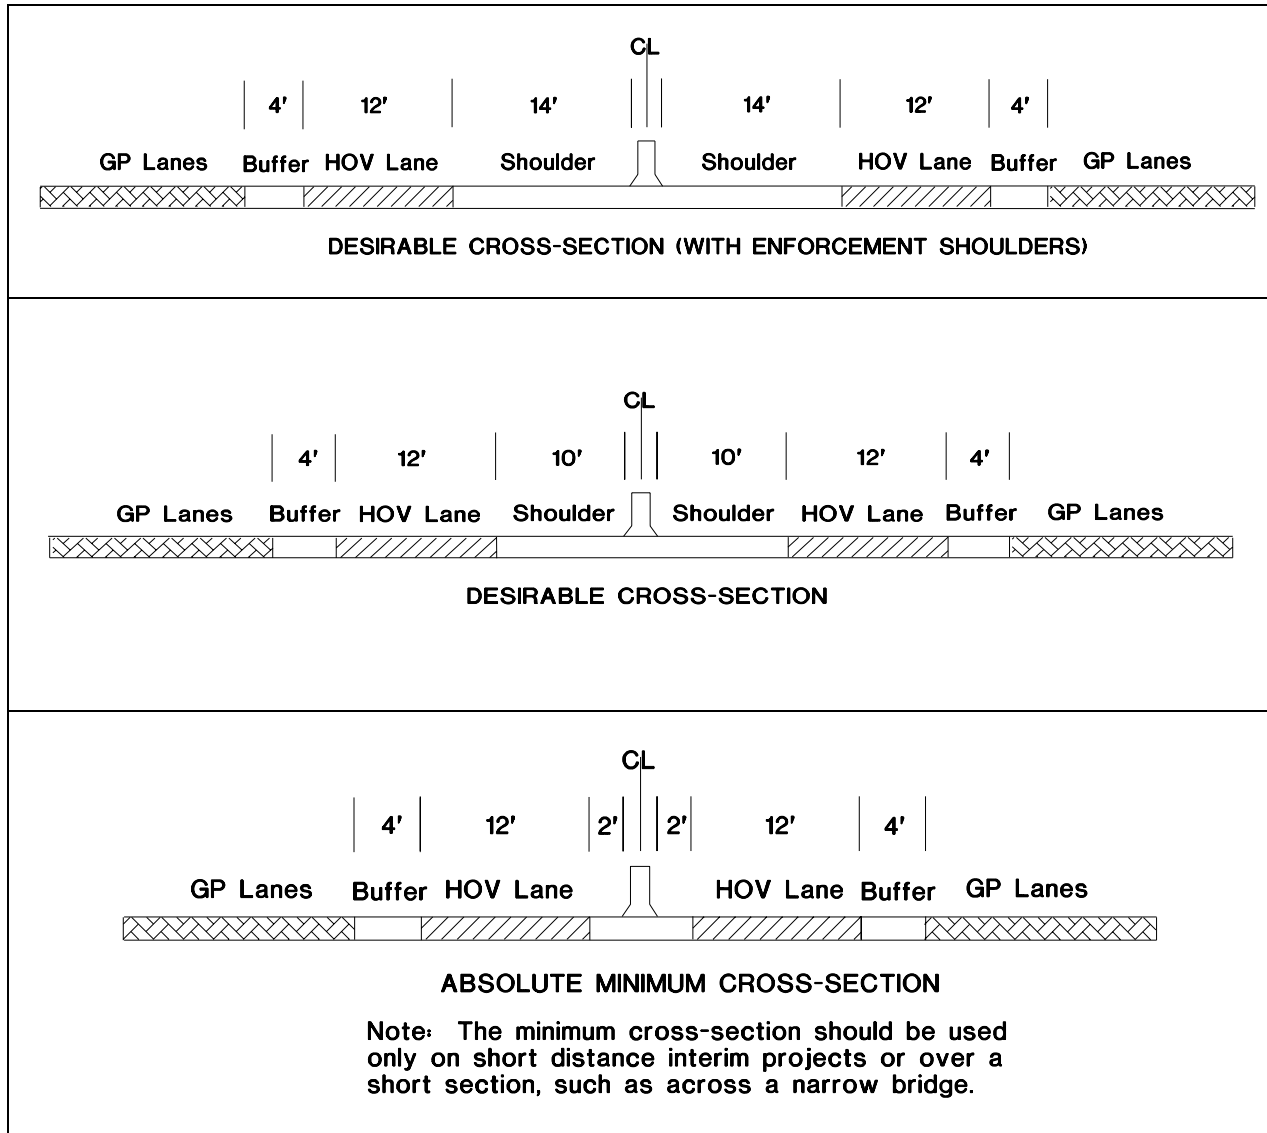 CL
4' 12' 14' 14' 12' 4'
GP Lanes Buffer HOV Lane Shoulder Shoulder HOV Lane Buffer GP Lanes
DESIRABLE CROSS-SECTION (WITH ENFORCEMENT SHOULDERS)
CL
4' 12' 10' 10' 12' 4'
GP Lanes Buffer HOV Lane Shoulder Shoulder HOV Lane Buffer GP Lanes
DESIRABLE CROSS-SECTION
CL
4' 12' 2' 2' 12' 4'
GP Lanes Buffer HOV Lane HOV Lane Buffer GP Lanes
ABSOLUTE MINIMUM CROSS-SECTION
Note: The minimum cross-section should be used
only on short distance interim projects or over a
short section, such as across a narrow bridge.